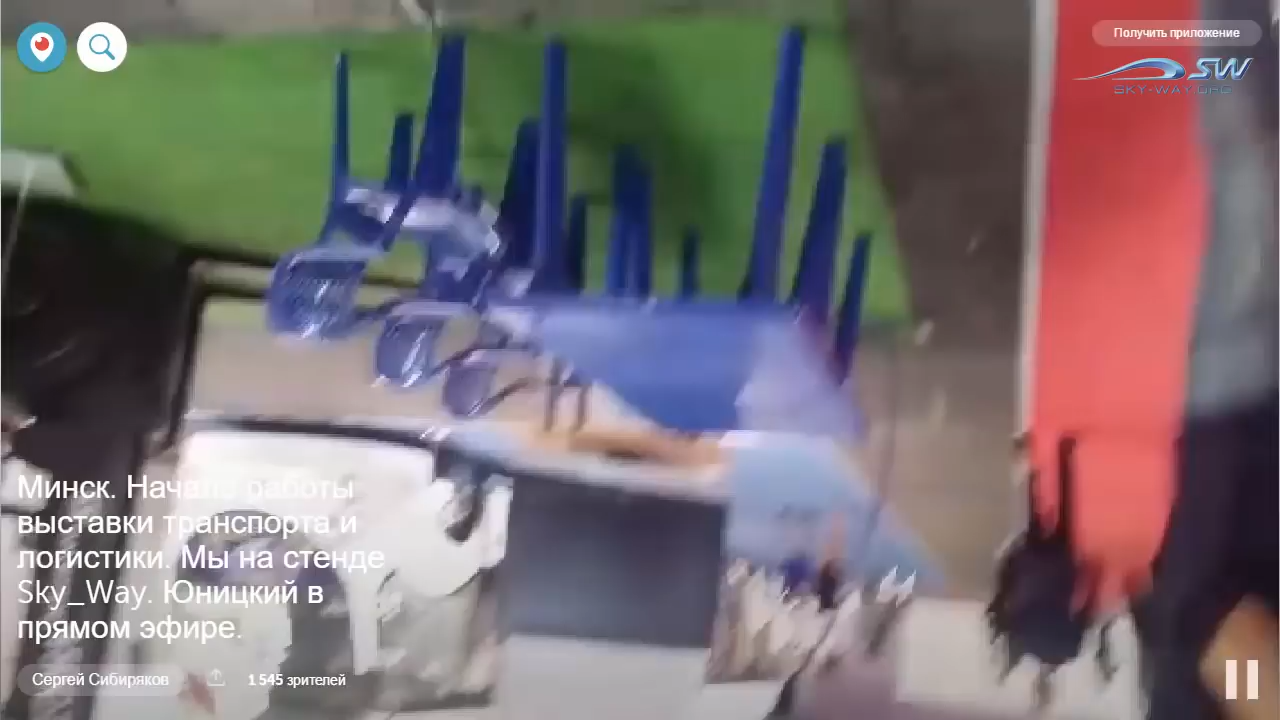 Получить приложение
SW
SKY-WAY.ORG
Минск. Начало работы
выставки транспорта и
логистики. Мы на стенде
Sky_Way. Юницкий в
прямом эфире.
Сергей Сибиряков
1 545 зрителей